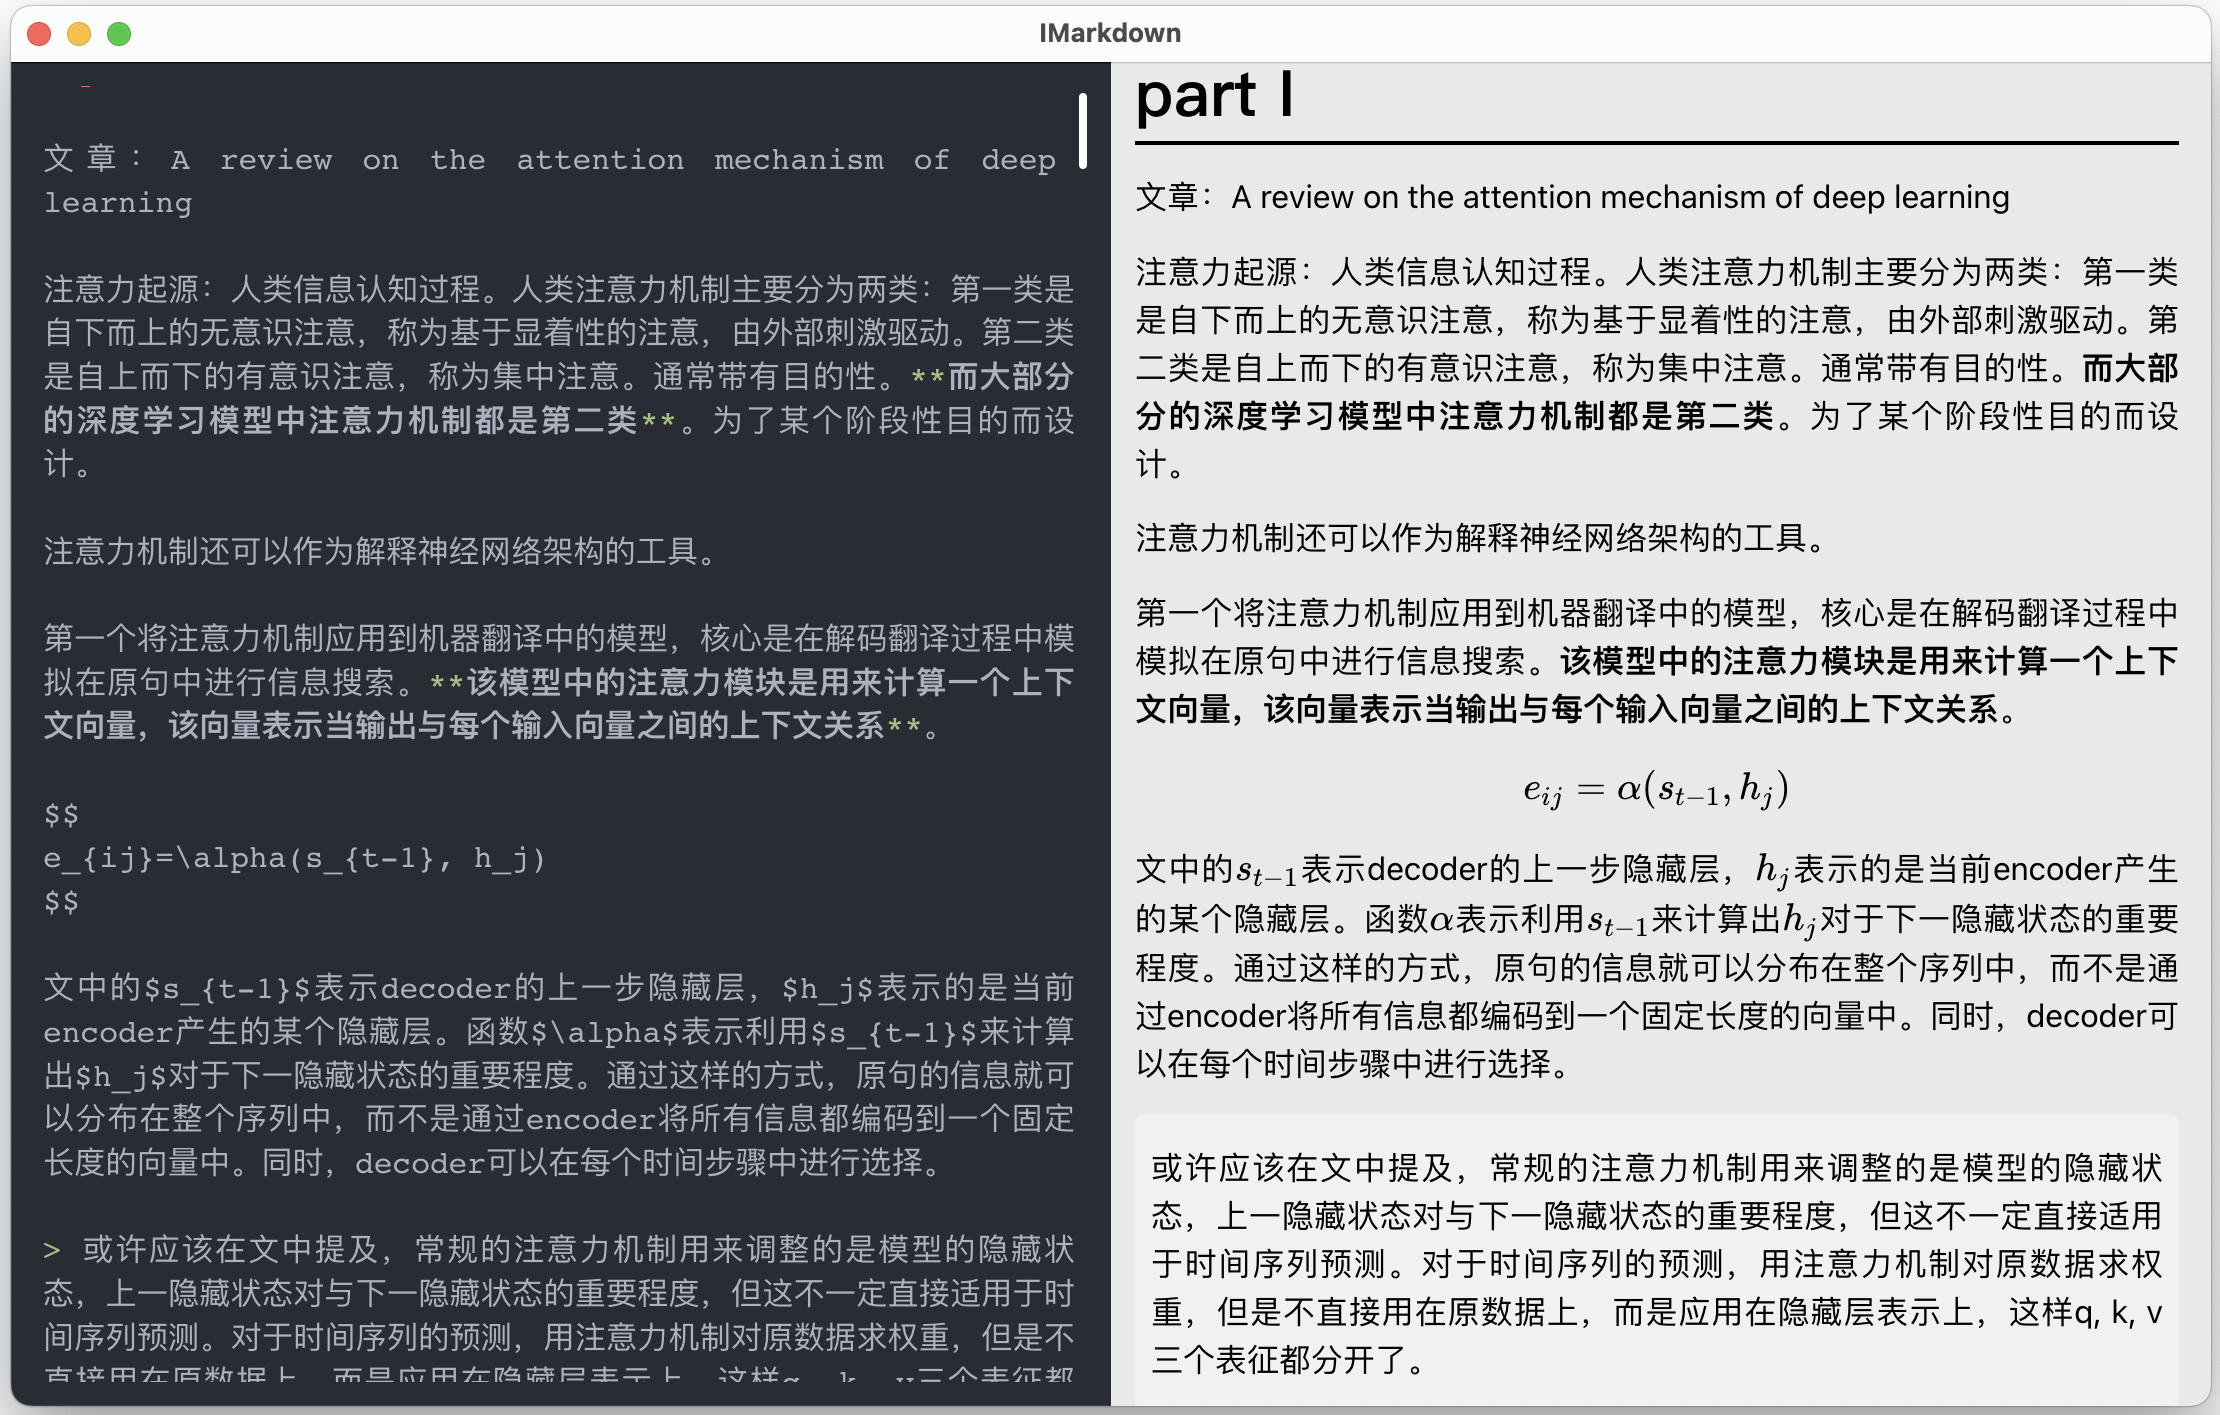 IMarkdown
文章：A review on the attention mechanism of deep
learning
注意力起源：人类信息认知过程。人类注意力机制主要分为两类：第一类是
自下而上的无意识注意，称为基于显着性的注意，由外部刺激驱动。第二类
是自上而下的有意识注意，称为集中注意。通常带有目的性。**而大部分
的深度学习模型中注意力机制都是第二类**。为了某个阶段性目的而设
计。
注意力机制还可以作为解释神经网络架构的工具。
第一个将注意力机制应用到机器翻译中的模型，核心是在解码翻译过程中模
拟在原句中进行信息搜索。**该模型中的注意力模块是用来计算一个上下
文向量，该向量表示当输出与每个输入向量之间的上下文关系**。
$$
e_{ij}=\alpha(s_{t-1}, h_j)
$$
文中的$s_{t-1}$表示decoder的上一步隐藏层，$h_j$表示的是当前
encoder产生的某个隐藏层。函数$\alpha$表示利用$s_{t-1}$来计算
出$h_j$对于下一隐藏状态的重要程度。通过这样的方式，原句的信息就可
以分布在整个序列中，而不是通过encoder将所有信息都编码到一个固定
长度的向量中。同时，decoder可以在每个时间步骤中进行选择。
> 或许应该在文中提及，常规的注意力机制用来调整的是模型的隐藏状
态，上一隐藏状态对与下一隐藏状态的重要程度，但这不一定直接适用于时
间序列预测。对于时间序列的预测，用注意力机制对原数据求权重，但是不
直接用在原数据上，而是应用在隐藏层表示上，这样q, k, v三个表征都
part I
文章：A review on the attention mechanism of deep learning
注意力起源：人类信息认知过程。人类注意力机制主要分为两类：第一类
是自下而上的无意识注意，称为基于显着性的注意，由外部刺激驱动。第
二类是自上而下的有意识注意，称为集中注意。通常带有目的性。而大部
分的深度学习模型中注意力机制都是第二类。为了某个阶段性目的而设
计。
注意力机制还可以作为解释神经网络架构的工具。
第一个将注意力机制应用到机器翻译中的模型，核心是在解码翻译过程中
模拟在原句中进行信息搜索。该模型中的注意力模块是用来计算一个上下
文向量，该向量表示当输出与每个输入向量之间的上下文关系。
e_{ij} = α(s_{t−1}, h_j)
文中的s_{t−1}表示decoder的上一步隐藏层，h_j表示的是当前encoder产生
的某个隐藏层。函数α表示利用s_{t−1}来计算出h_j对于下一隐藏状态的重要
程度。通过这样的方式，原句的信息就可以分布在整个序列中，而不是通
过encoder将所有信息都编码到一个固定长度的向量中。同时，decoder可
以在每个时间步骤中进行选择。
或许应该在文中提及，常规的注意力机制用来调整的是模型的隐藏状
态，上一隐藏状态对与下一隐藏状态的重要程度，但这不一定直接适用
于时间序列预测。对于时间序列的预测，用注意力机制对原数据求权
重，但是不直接用在原数据上，而是应用在隐藏层表示上，这样q, k, v
三个表征都分开了。